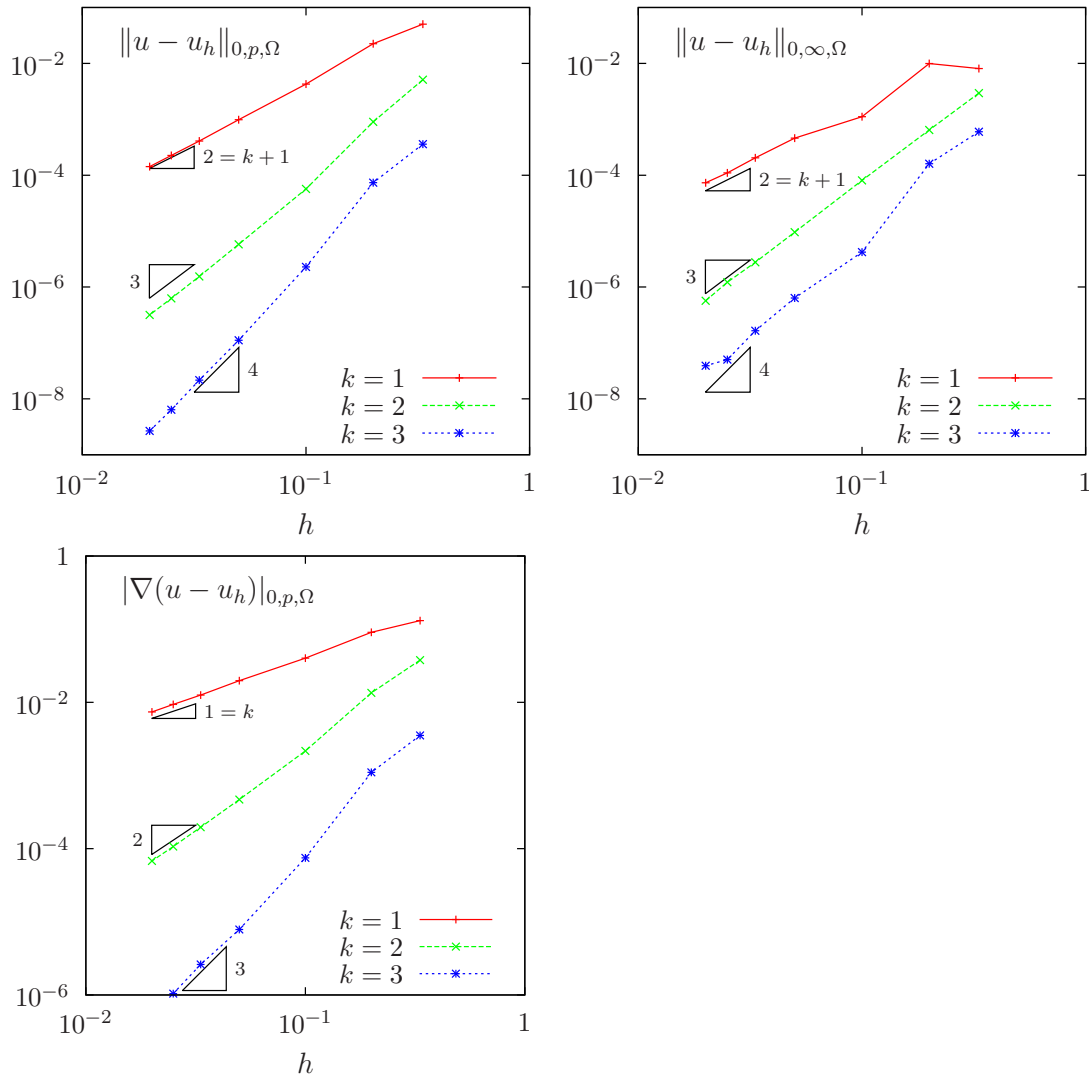 ‖u − u_h‖_{0,p,Ω}
10^{−2}
10^{−4}
10^{−6}
10^{−8}
2 = k + 1
3
4
k = 1
k = 2
k = 3
10^{−2} 10^{−1} 1
h
‖u − u_h‖_{0,∞,Ω}
10^{−2}
10^{−4}
10^{−6}
10^{−8}
2 = k + 1
3
4
k = 1
k = 2
k = 3
10^{−2} 10^{−1} 1
h
|∇(u − u_h)|_{0,p,Ω}
1
10^{−2}
10^{−4}
10^{−6}
1 = k
2
3
k = 1
k = 2
k = 3
10^{−2} 10^{−1} 1
h